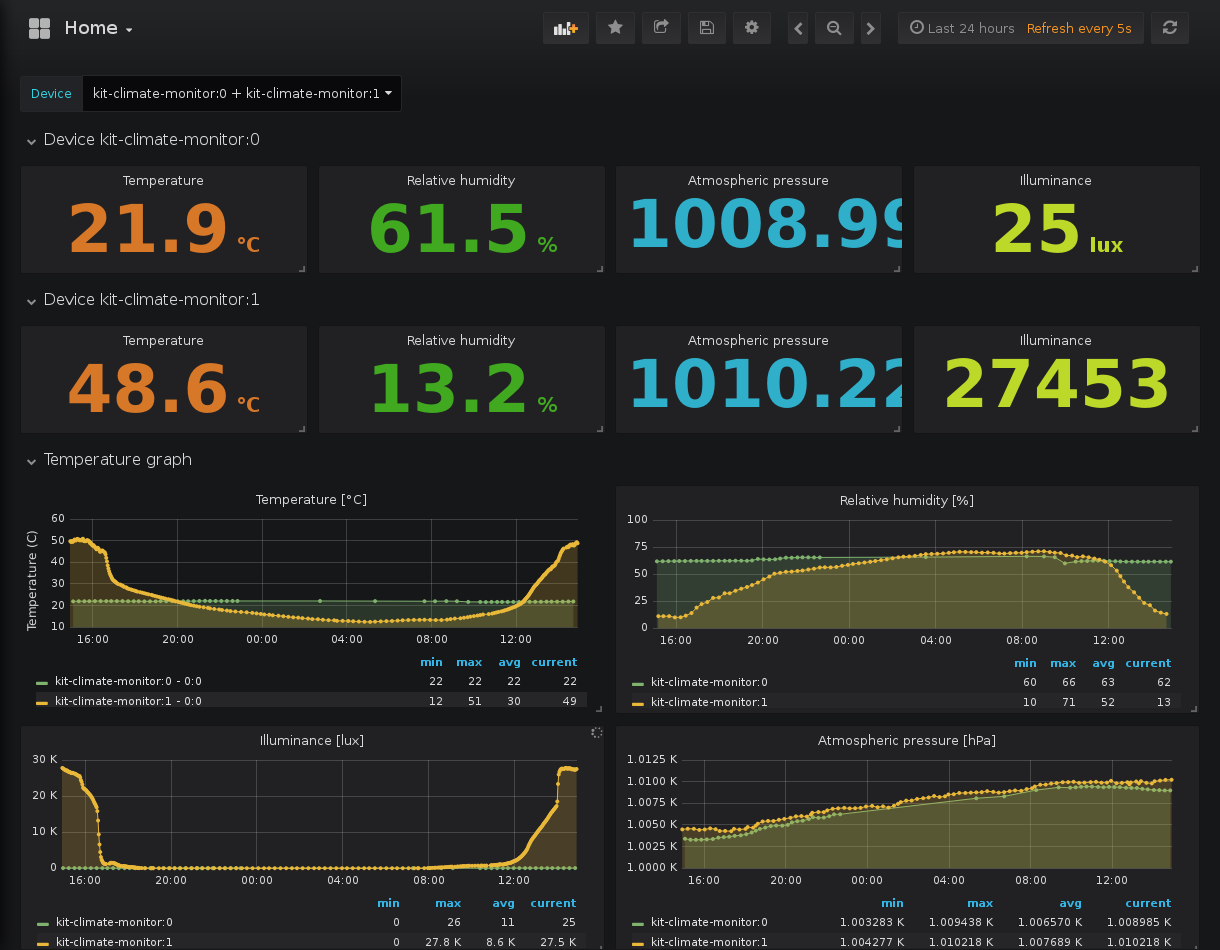 Home
Last 24 hours Refresh every 5s
Device kit-climate-monitor:0 + kit-climate-monitor:1
Device kit-climate-monitor:0
Temperature Relative humidity Atmospheric pressure Illuminance
21.9 °C 61.5 % 1008.99 25 lux
Device kit-climate-monitor:1
Temperature Relative humidity Atmospheric pressure Illuminance
48.6 °C 13.2 % 1010.22 27453
Temperature graph
Temperature [°C]
Temperature (C)
60
50
40
30
20
10
16:00 20:00 00:00 04:00 08:00 12:00
min max avg current
kit-climate-monitor:0 - 0:0 22 22 22 22
kit-climate-monitor:1 - 0:0 12 51 30 49
Relative humidity [%]
100
75
50
25
0
16:00 20:00 00:00 04:00 08:00 12:00
min max avg current
kit-climate-monitor:0 60 66 63 62
kit-climate-monitor:1 10 71 52 13
Illuminance [lux]
30 K
20 K
10 K
0
16:00 20:00 00:00 04:00 08:00 12:00
min max avg current
kit-climate-monitor:0 0 26 11 25
kit-climate-monitor:1 0 27.8 K 8.6 K 27.5 K
Atmospheric pressure [hPa]
1.0125 K
1.0100 K
1.0075 K
1.0050 K
1.0025 K
1.0000 K
16:00 20:00 00:00 04:00 08:00 12:00
min max avg current
kit-climate-monitor:0 1.003283 K 1.009438 K 1.006570 K 1.008985 K
kit-climate-monitor:1 1.004277 K 1.010218 K 1.007689 K 1.010218 K